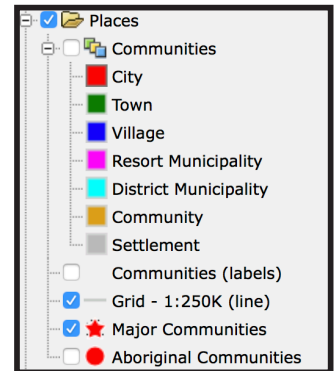 Places
Communities
City
Town
Village
Resort Municipality
District Municipality
Community
Settlement
Communities (labels)
Grid - 1:250K (line)
Major Communities
Aboriginal Communities